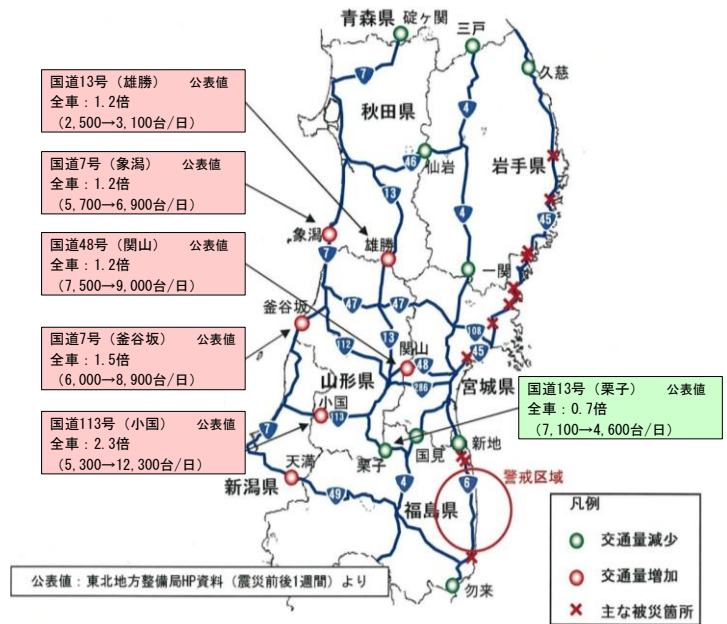 青森県
碇ヶ関
三戸
久慈
国道13号（雄勝）　公表値
全車：1.2倍
（2,500→3,100台/日）
7
4
秋田県
国道7号（象潟）　公表値
全車：1.2倍
（5,700→6,900台/日）
46
仙岩
岩手県
13
4
45
国道48号（関山）　公表値
全車：1.2倍
（7,500→9,000台/日）
象潟
7
雄勝
一関
国道7号（釜谷坂）　公表値
全車：1.5倍
（6,000→8,900台/日）
釜谷坂
47
47
13
108
112
関山
48
45
286
山形県
宮城県
国道113号（小国）　公表値
全車：2.3倍
（5,300→12,300台/日）
国道13号（栗子）　公表値
全車：0.7倍
（7,100→4,600台/日）
小国
113
7
栗子
国見
新地
天満
新潟県
49
4
福島県
6
警戒区域
勿来
凡例
交通量減少
交通量増加
主な被災箇所
公表値：東北地方整備局HP資料（震災前後1週間）より